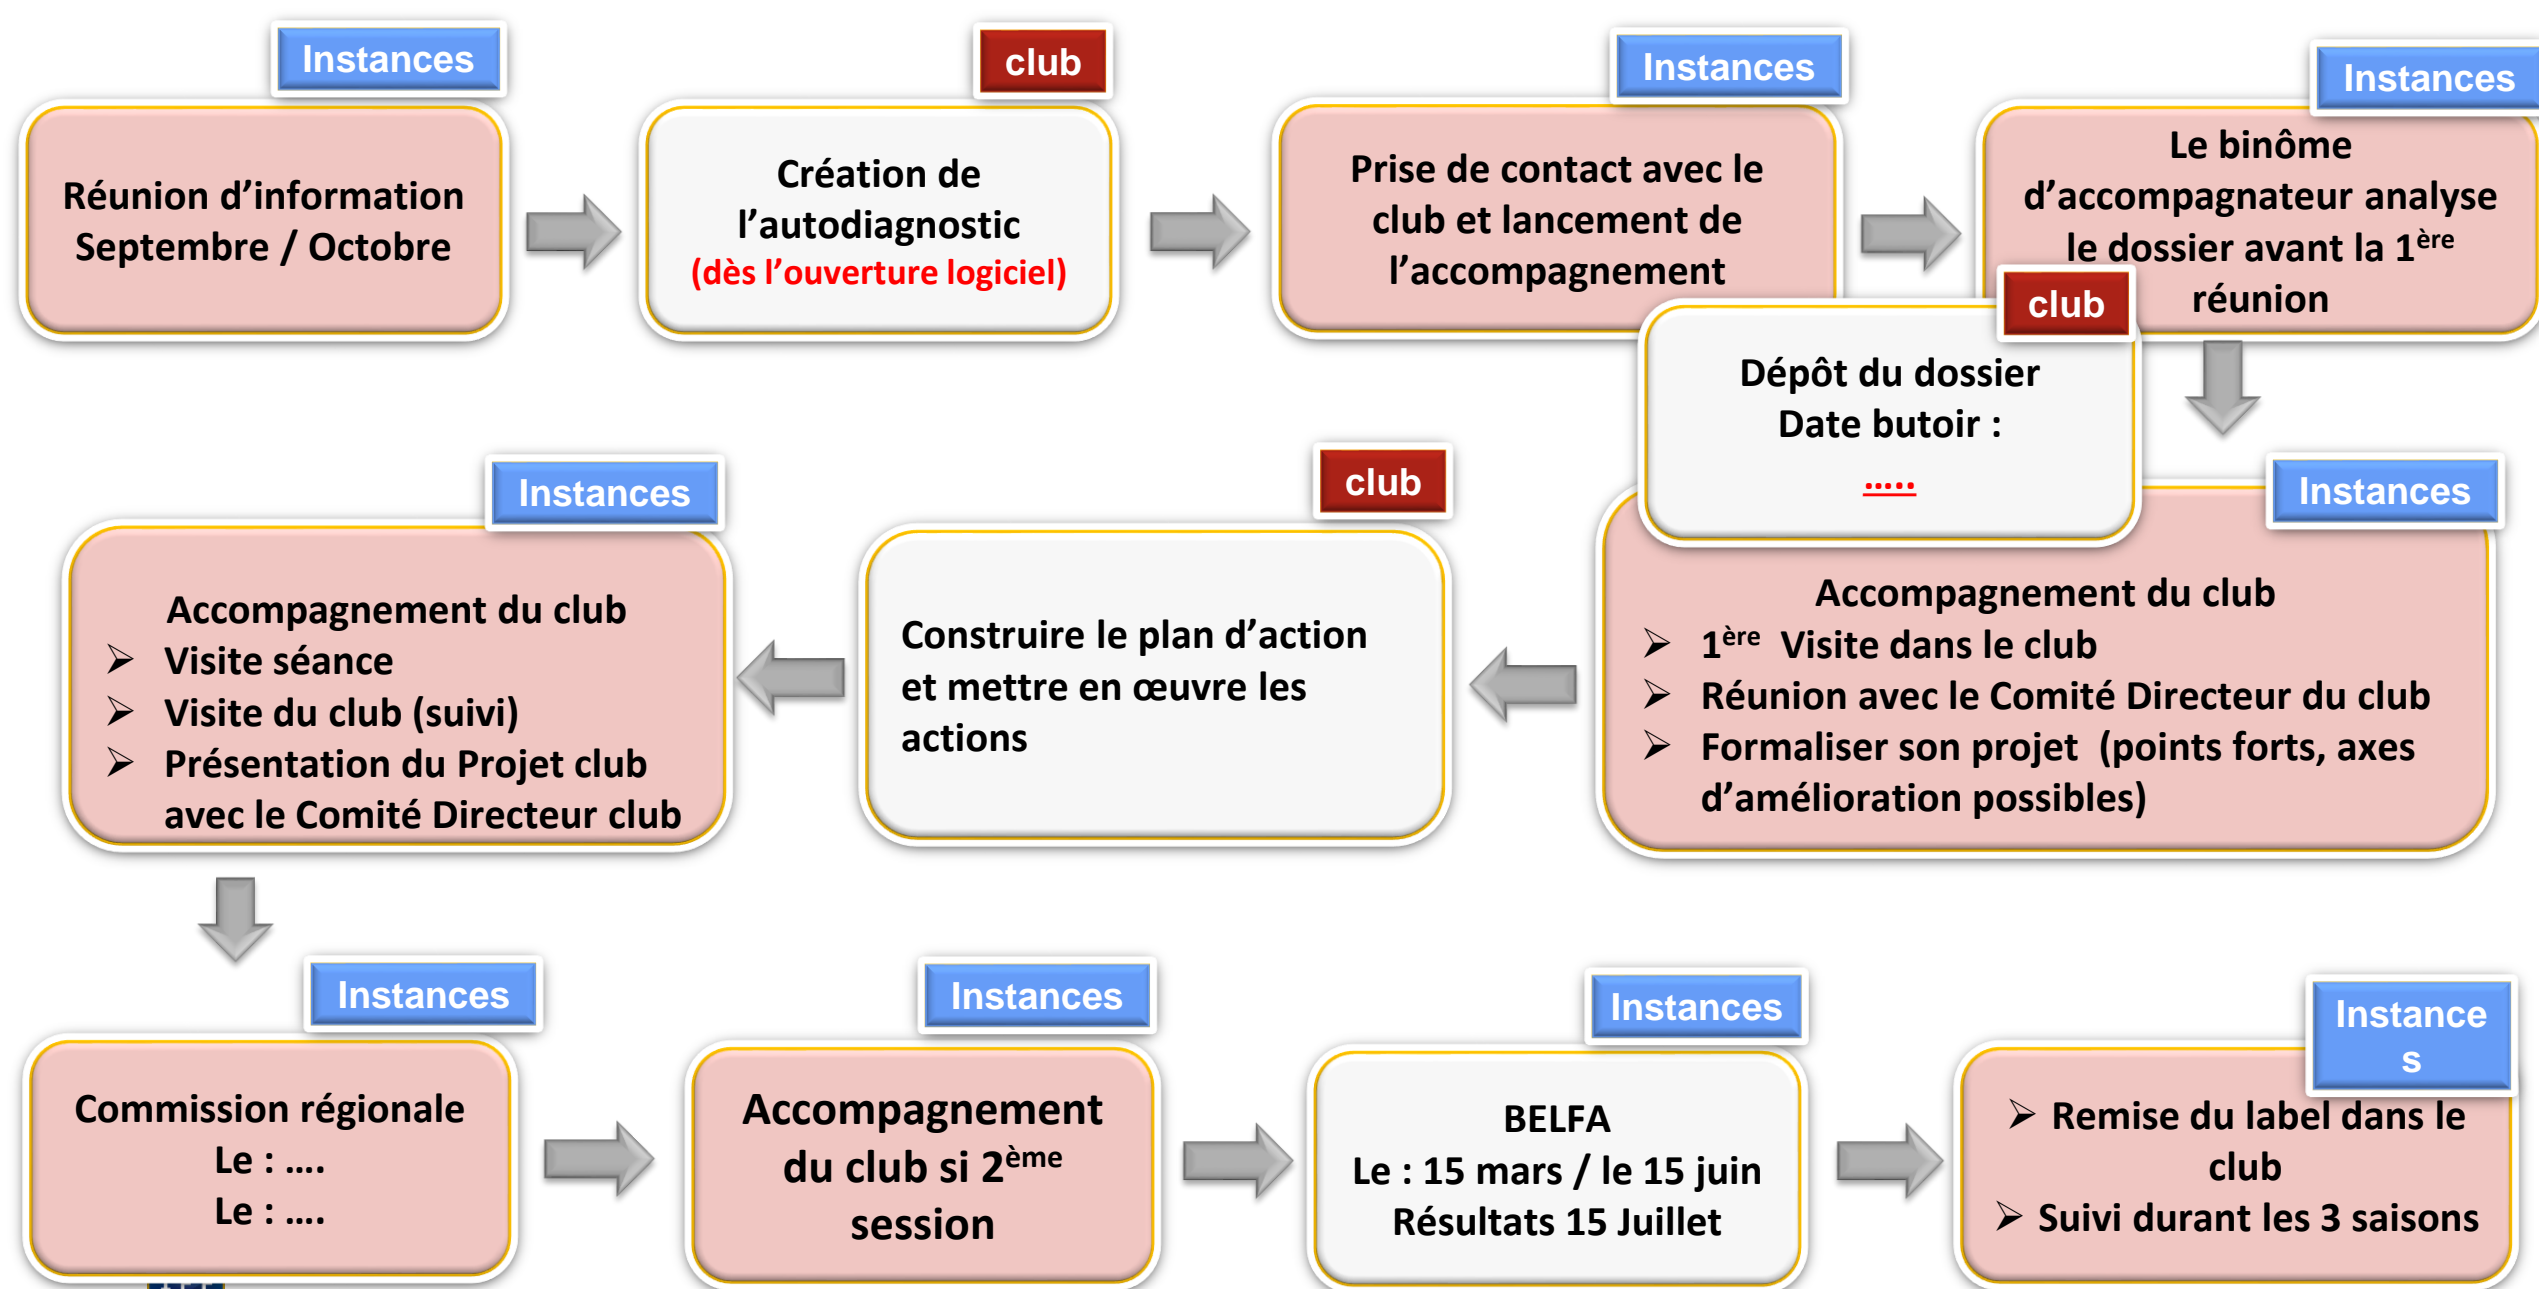 Instances
Réunion d’information
Septembre / Octobre
club
Création de
l’autodiagnostic
(dès l’ouverture logiciel)
Instances
Prise de contact avec le
club et lancement de
l’accompagnement
Instances
Le binôme
d’accompagnateur analyse
le dossier avant la 1ère
réunion
club
Dépôt du dossier
Date butoir :
.....
Instances
Accompagnement du club
➢ 1ère Visite dans le club
➢ Réunion avec le Comité Directeur du club
➢ Formaliser son projet (points forts, axes
d’amélioration possibles)
club
Construire le plan d’action
et mettre en œuvre les
actions
Instances
Accompagnement du club
➢ Visite séance
➢ Visite du club (suivi)
➢ Présentation du Projet club
avec le Comité Directeur club
Instances
Commission régionale
Le : ....
Le : ....
Instances
Accompagnement
du club si 2ème
session
Instances
BELFA
Le : 15 mars / le 15 juin
Résultats 15 Juillet
Instance
s
➢ Remise du label dans le
club
➢ Suivi durant les 3 saisons